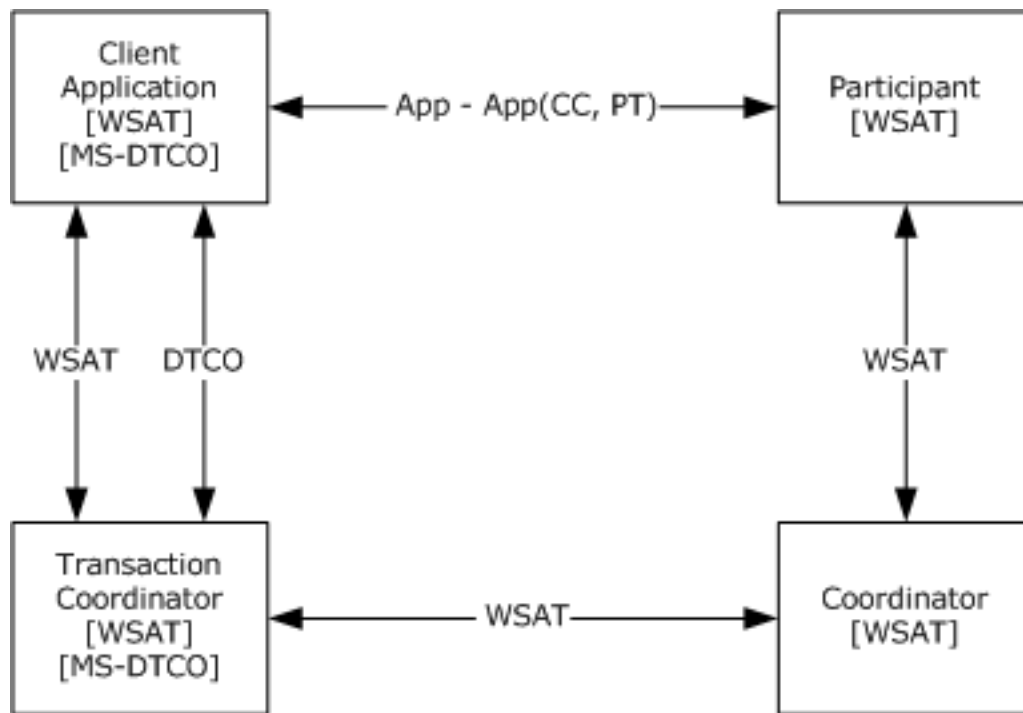 Client
Application
[WSAT]
[MS-DTCO]
App - App(CC, PT)
Participant
[WSAT]
WSAT
DTCO
WSAT
Transaction
Coordinator
[WSAT]
[MS-DTCO]
WSAT
Coordinator
[WSAT]